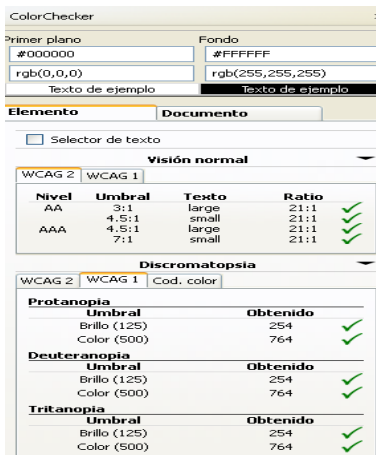 ColorChecker
Primer plano Fondo
#000000 #FFFFFF
rgb(0,0,0) rgb(255,255,255)
Texto de ejemplo Texto de ejemplo
Elemento Documento
Selector de texto
Visión normal
WCAG 2 WCAG 1
Nivel Umbral Texto Ratio
AA 3:1 large 21:1
4.5:1 small 21:1
AAA 4.5:1 large 21:1
7:1 small 21:1
Discromatopsia
WCAG 2 WCAG 1 Cod. color
Protanopia
Umbral Obtenido
Brillo (125) 254
Color (500) 764
Deuteranopia
Umbral Obtenido
Brillo (125) 254
Color (500) 764
Tritanopia
Umbral Obtenido
Brillo (125) 254
Color (500) 764